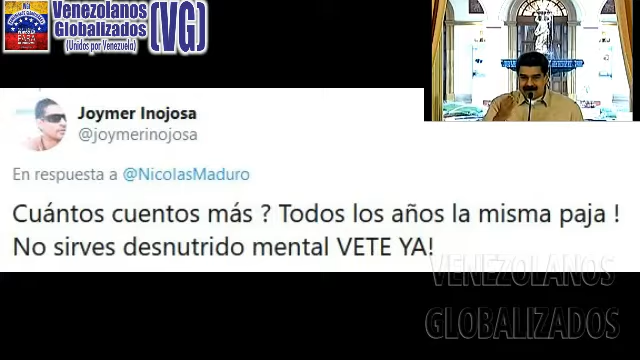 Venezolanos
Globalizados
(Unidos por Venezuela)
(VG)
Joymer Inojosa
@joymerinojosa
En respuesta a @NicolasMaduro
Cuántos cuentos más ? Todos los años la misma paja !
No sirves desnutrido mental VETE YA!
VENEZOLANOS
GLOBALIZADOS